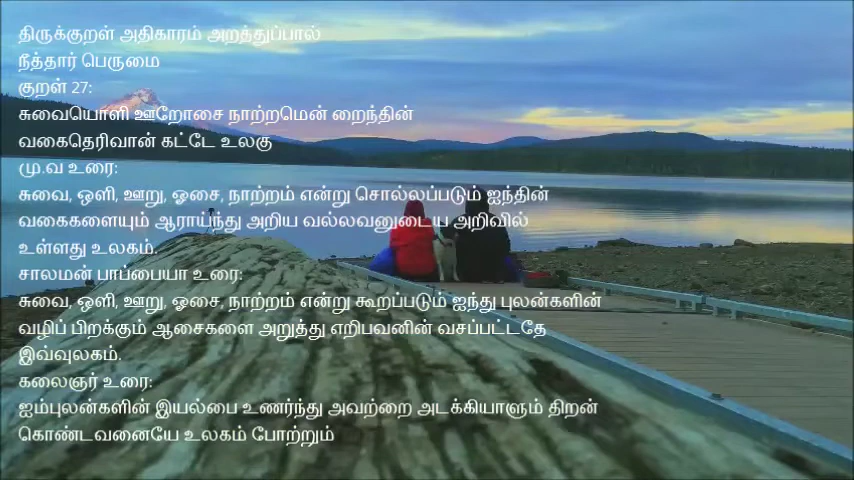 திருக்குறள் அதிகாரம் அறத்துப்பால்
நீத்தார் பெருமை
குறள் 27:
சுவையொளி ஊறோசை நாற்றமென் றைந்தின்
வகைதெரிவான் கட்டே உலகு
மு.வ உரை:
சுவை, ஒளி, ஊறு, ஓசை, நாற்றம் என்று சொல்லப்படும் ஐந்தின்
வகைகளையும் ஆராய்ந்து அறிய வல்லவனுடைய அறிவில்
உள்ளது உலகம்.
சாலமன் பாப்பையா உரை:
சுவை, ஒளி, ஊறு, ஓசை, நாற்றம் என்று கூறப்படும் ஐந்து புலன்களின்
வழிப் பிறக்கும் ஆசைகளை அறுத்து எறிபவனின் வசப்பட்டதே
இவ்வுலகம்.
கலைஞர் உரை:
ஐம்புலன்களின் இயல்பை உணர்ந்து அவற்றை அடக்கியாளும் திறன்
கொண்டவனையே உலகம் போற்றும்